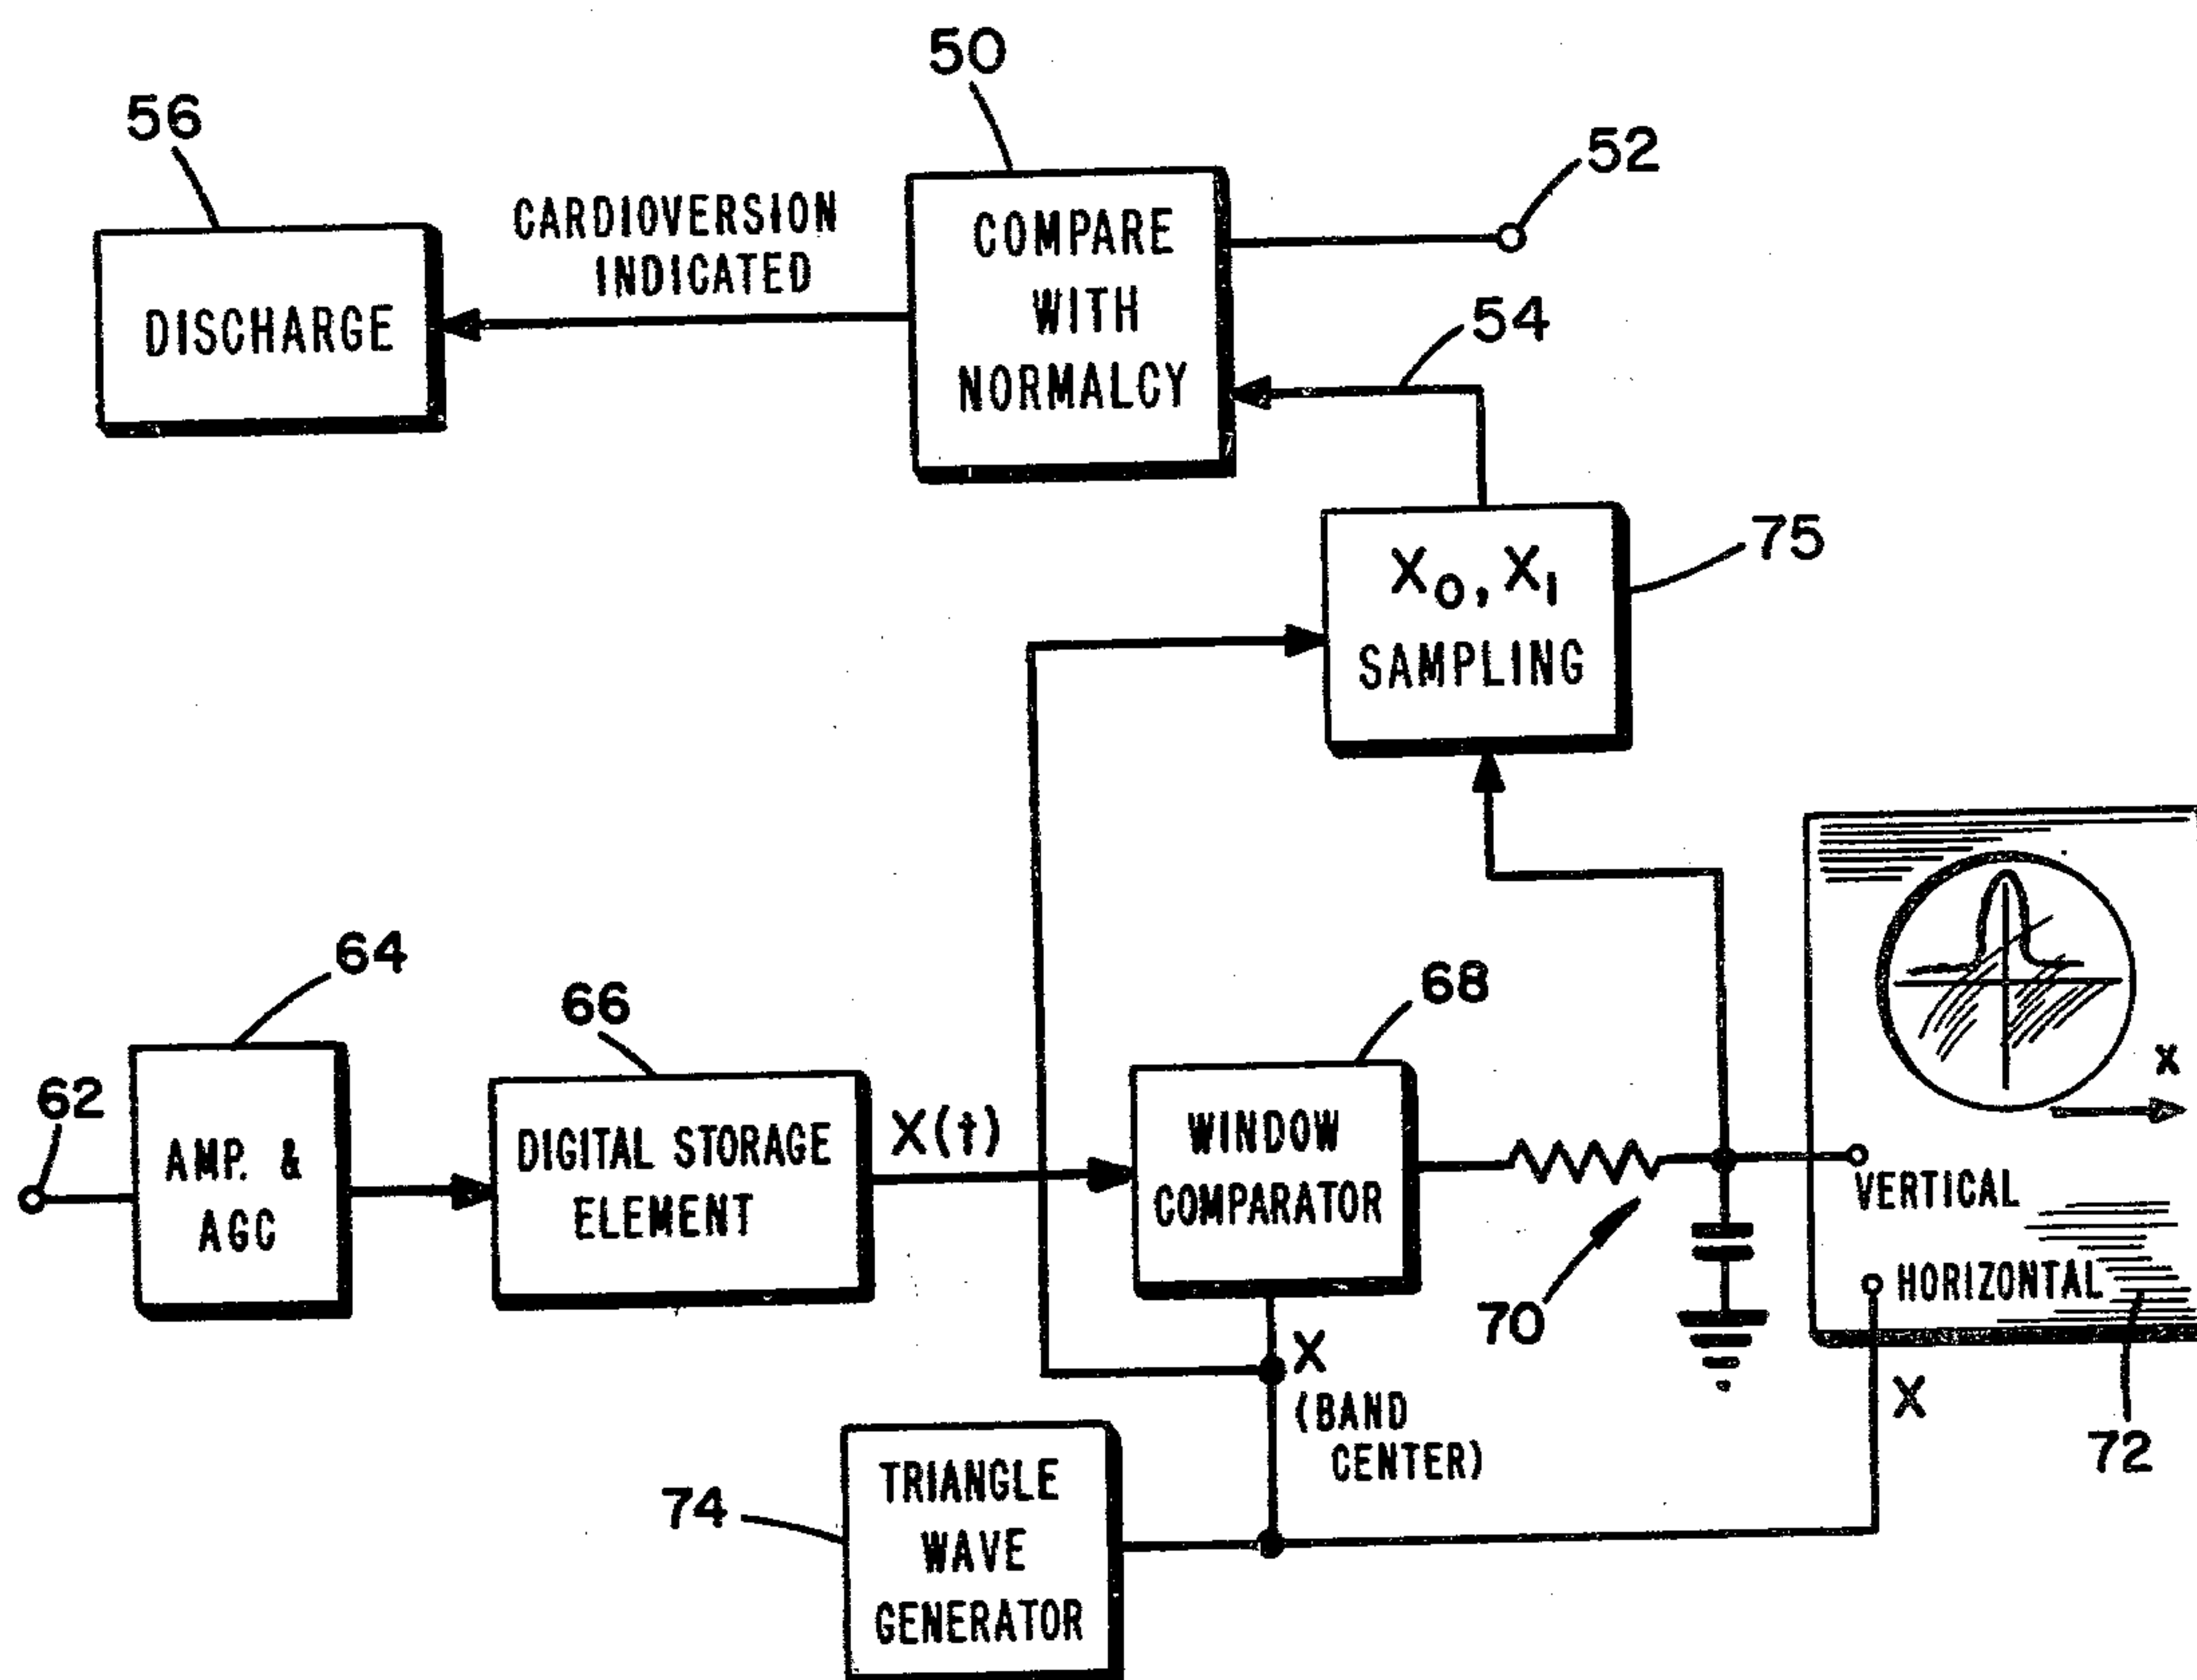 50
56
52
CARDIOVERSION
INDICATED
COMPARE
WITH
NORMALCY
DISCHARGE
54
75
X₀, X₁
SAMPLING
64
66
68
62
X
AMP. &
AGC
DIGITAL STORAGE
ELEMENT
X(t)
WINDOW
COMPARATOR
VERTICAL
HORIZONTAL
70
X
(BAND
CENTER)
X
72
74
TRIANGLE
WAVE
GENERATOR